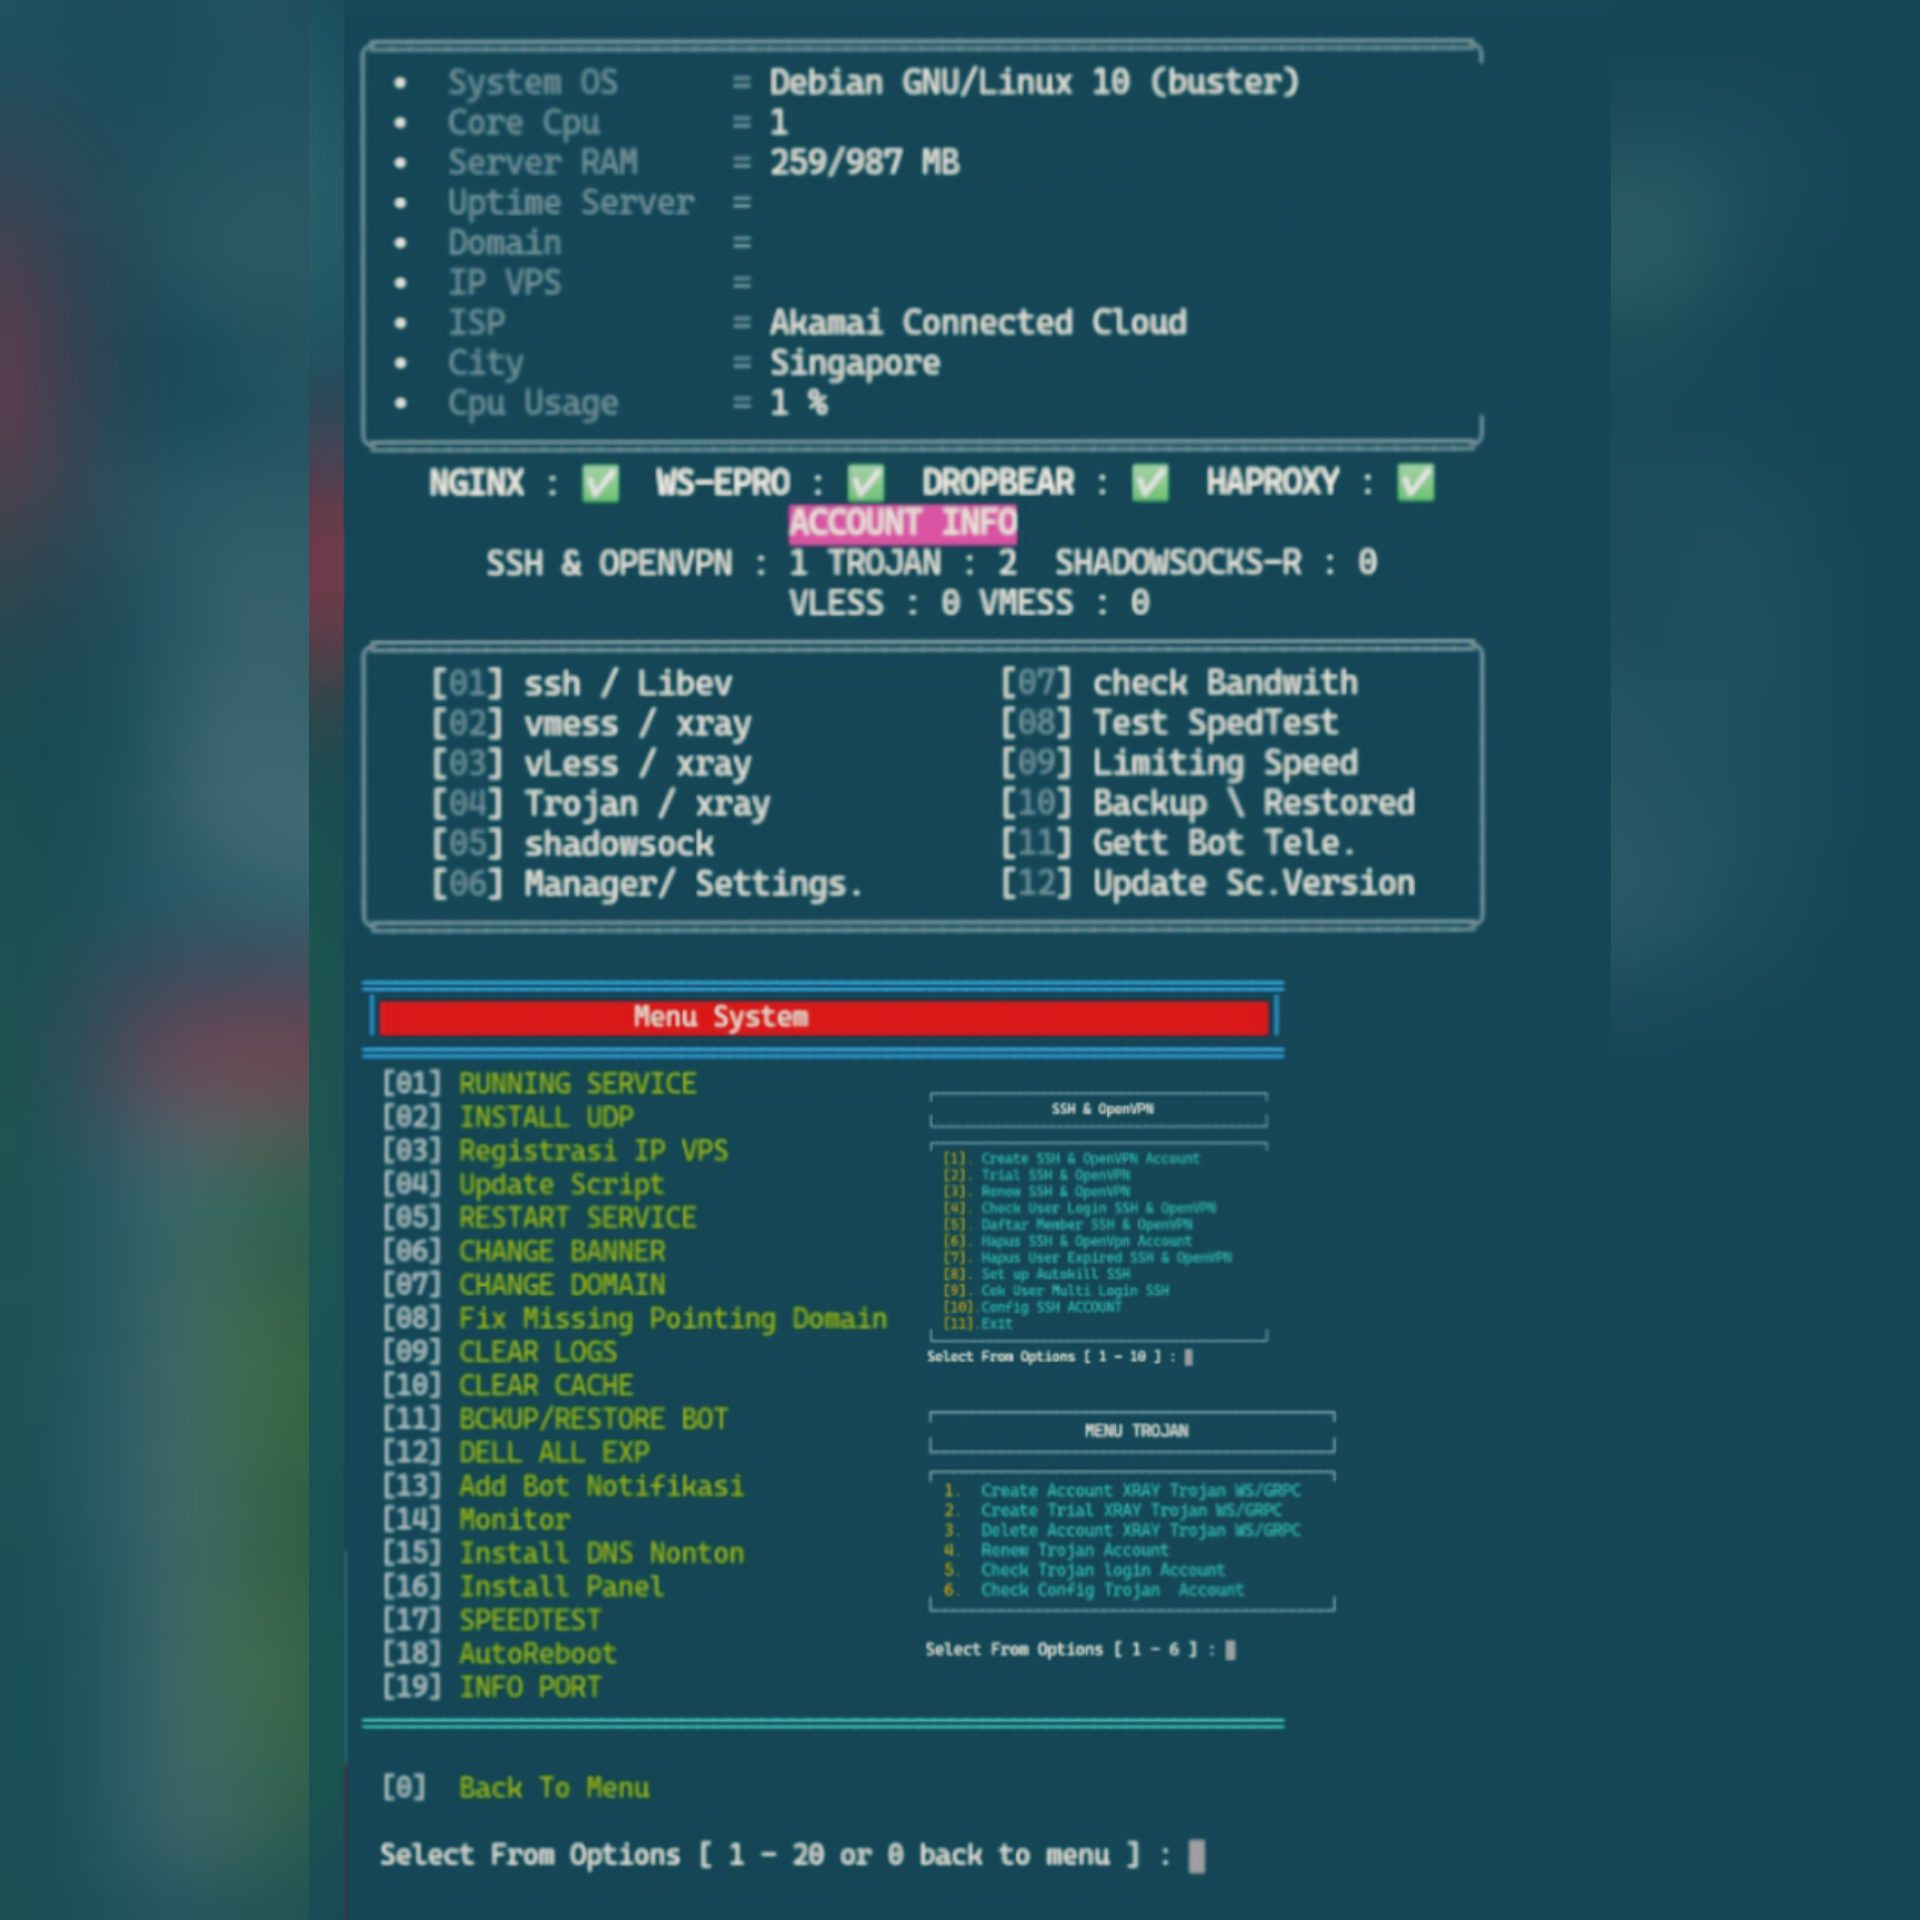 • System OS = Debian GNU/Linux 10 (buster)
• Core Cpu = 1
• Server RAM = 259/987 MB
• Uptime Server =
• Domain =
• IP VPS =
• ISP = Akamai Connected Cloud
• City = Singapore
• Cpu Usage = 1 %
NGINX : ✅ WS-EPRO : ✅ DROPBEAR : ✅ HAPROXY : ✅
ACCOUNT INFO
SSH & OPENVPN : 1 TROJAN : 2 SHADOWSOCKS-R : 0
VLESS : 0 VMESS : 0
[01] ssh / Libev [07] check Bandwith
[02] vmess / xray [08] Test SpedTest
[03] vLess / xray [09] Limiting Speed
[04] Trojan / xray [10] Backup \ Restored
[05] shadowsock [11] Gett Bot Tele.
[06] Manager/ Settings. [12] Update Sc.Version
Menu System
[01] RUNNING SERVICE
[02] INSTALL UDP
[03] Registrasi IP VPS
[04] Update Script
[05] RESTART SERVICE
[06] CHANGE BANNER
[07] CHANGE DOMAIN
[08] Fix Missing Pointing Domain
[09] CLEAR LOGS
[10] CLEAR CACHE
[11] BCKUP/RESTORE BOT
[12] DELL ALL EXP
[13] Add Bot Notifikasi
[14] Monitor
[15] Install DNS Nonton
[16] Install Panel
[17] SPEEDTEST
[18] AutoReboot
[19] INFO PORT
SSH & OpenVPN
[1]. Create SSH & OpenVPN Account
[2]. Trial SSH & OpenVPN
[3]. Renew SSH & OpenVPN
[4]. Check User Login SSH & OpenVPN
[5]. Daftar Member SSH & OpenVPN
[6]. Hapus SSH & OpenVpn Account
[7]. Hapus User Expired SSH & OpenVPN
[8]. Set up Autokill SSH
[9]. Cek User Multi Login SSH
[10].Config SSH ACCOUNT
[11].Exit
Select From Options [ 1 - 10 ] :
MENU TROJAN
1. Create Account XRAY Trojan WS/GRPC
2. Create Trial XRAY Trojan WS/GRPC
3. Delete Account XRAY Trojan WS/GRPC
4. Renew Trojan Account
5. Check Trojan login Account
6. Check Config Trojan Account
Select From Options [ 1 - 6 ] :
[0] Back To Menu
Select From Options [ 1 - 20 or 0 back to menu ] :